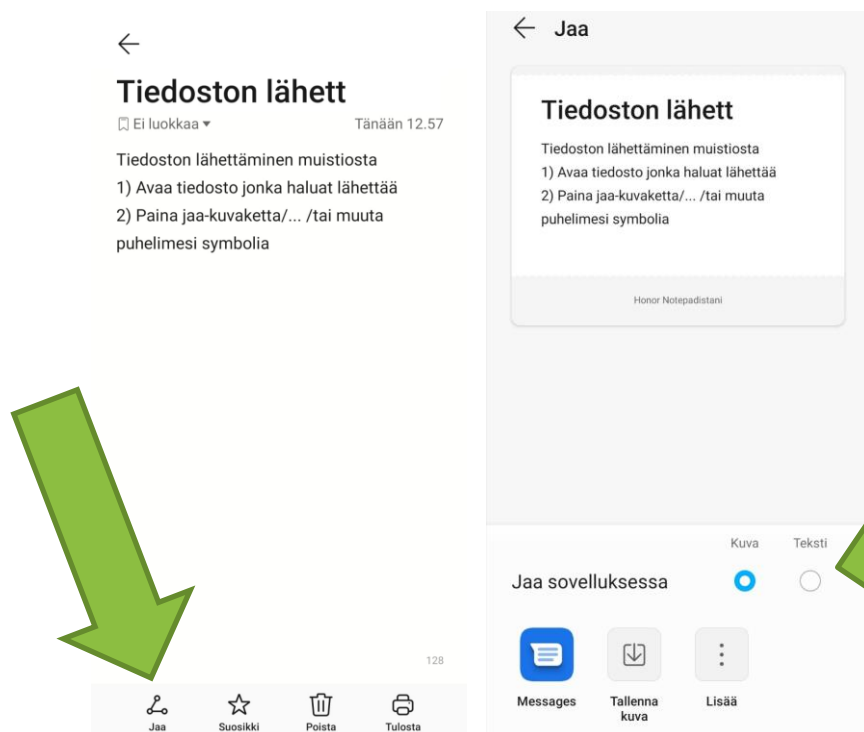 Tiedoston lähett
Ei luokkaa
Tänään 12.57
Tiedoston lähettäminen muistiosta
1) Avaa tiedosto jonka haluat lähettää
2) Paina jaa-kuvaketta/... /tai muuta
puhelimesi symbolia
128
Jaa
Suosikki
Poista
Tulosta
Jaa
Tiedoston lähett
Tiedoston lähettäminen muistiosta
1) Avaa tiedosto jonka haluat lähettää
2) Paina jaa-kuvaketta/... /tai muuta
puhelimesi symbolia
Honor Notepadistani
Kuva
Teksti
Jaa sovelluksessa
Messages
Tallenna
kuva
Lisää